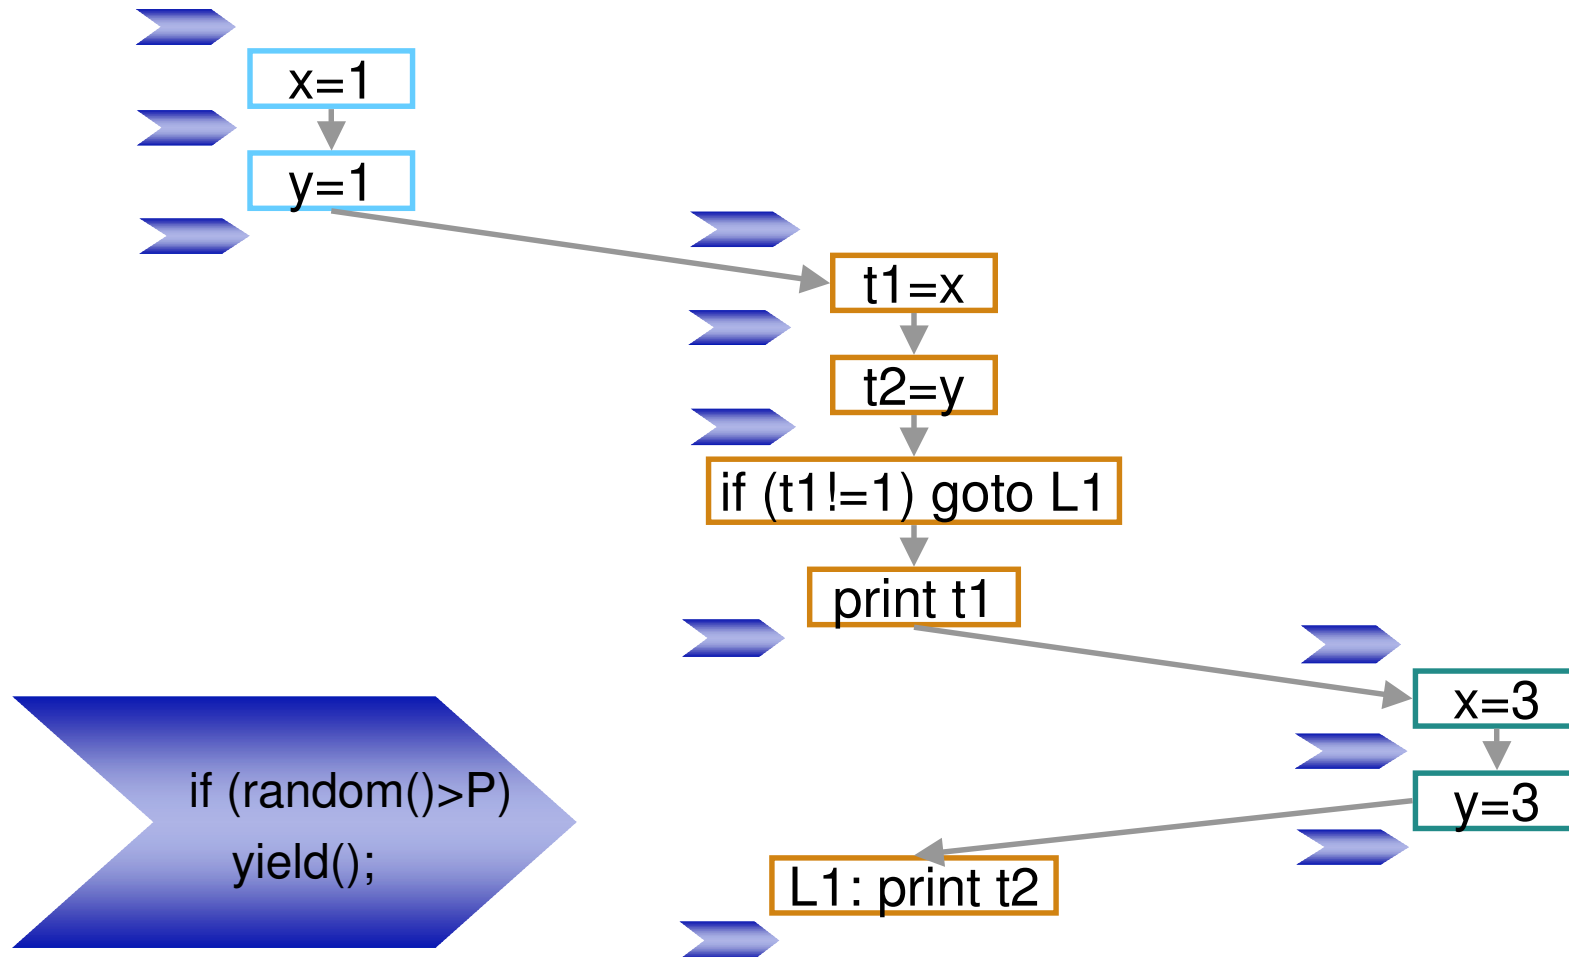 x=1
y=1
t1=x
t2=y
if (t1!=1) goto L1
print t1
x=3
y=3
L1: print t2
if (random()>P)
yield();